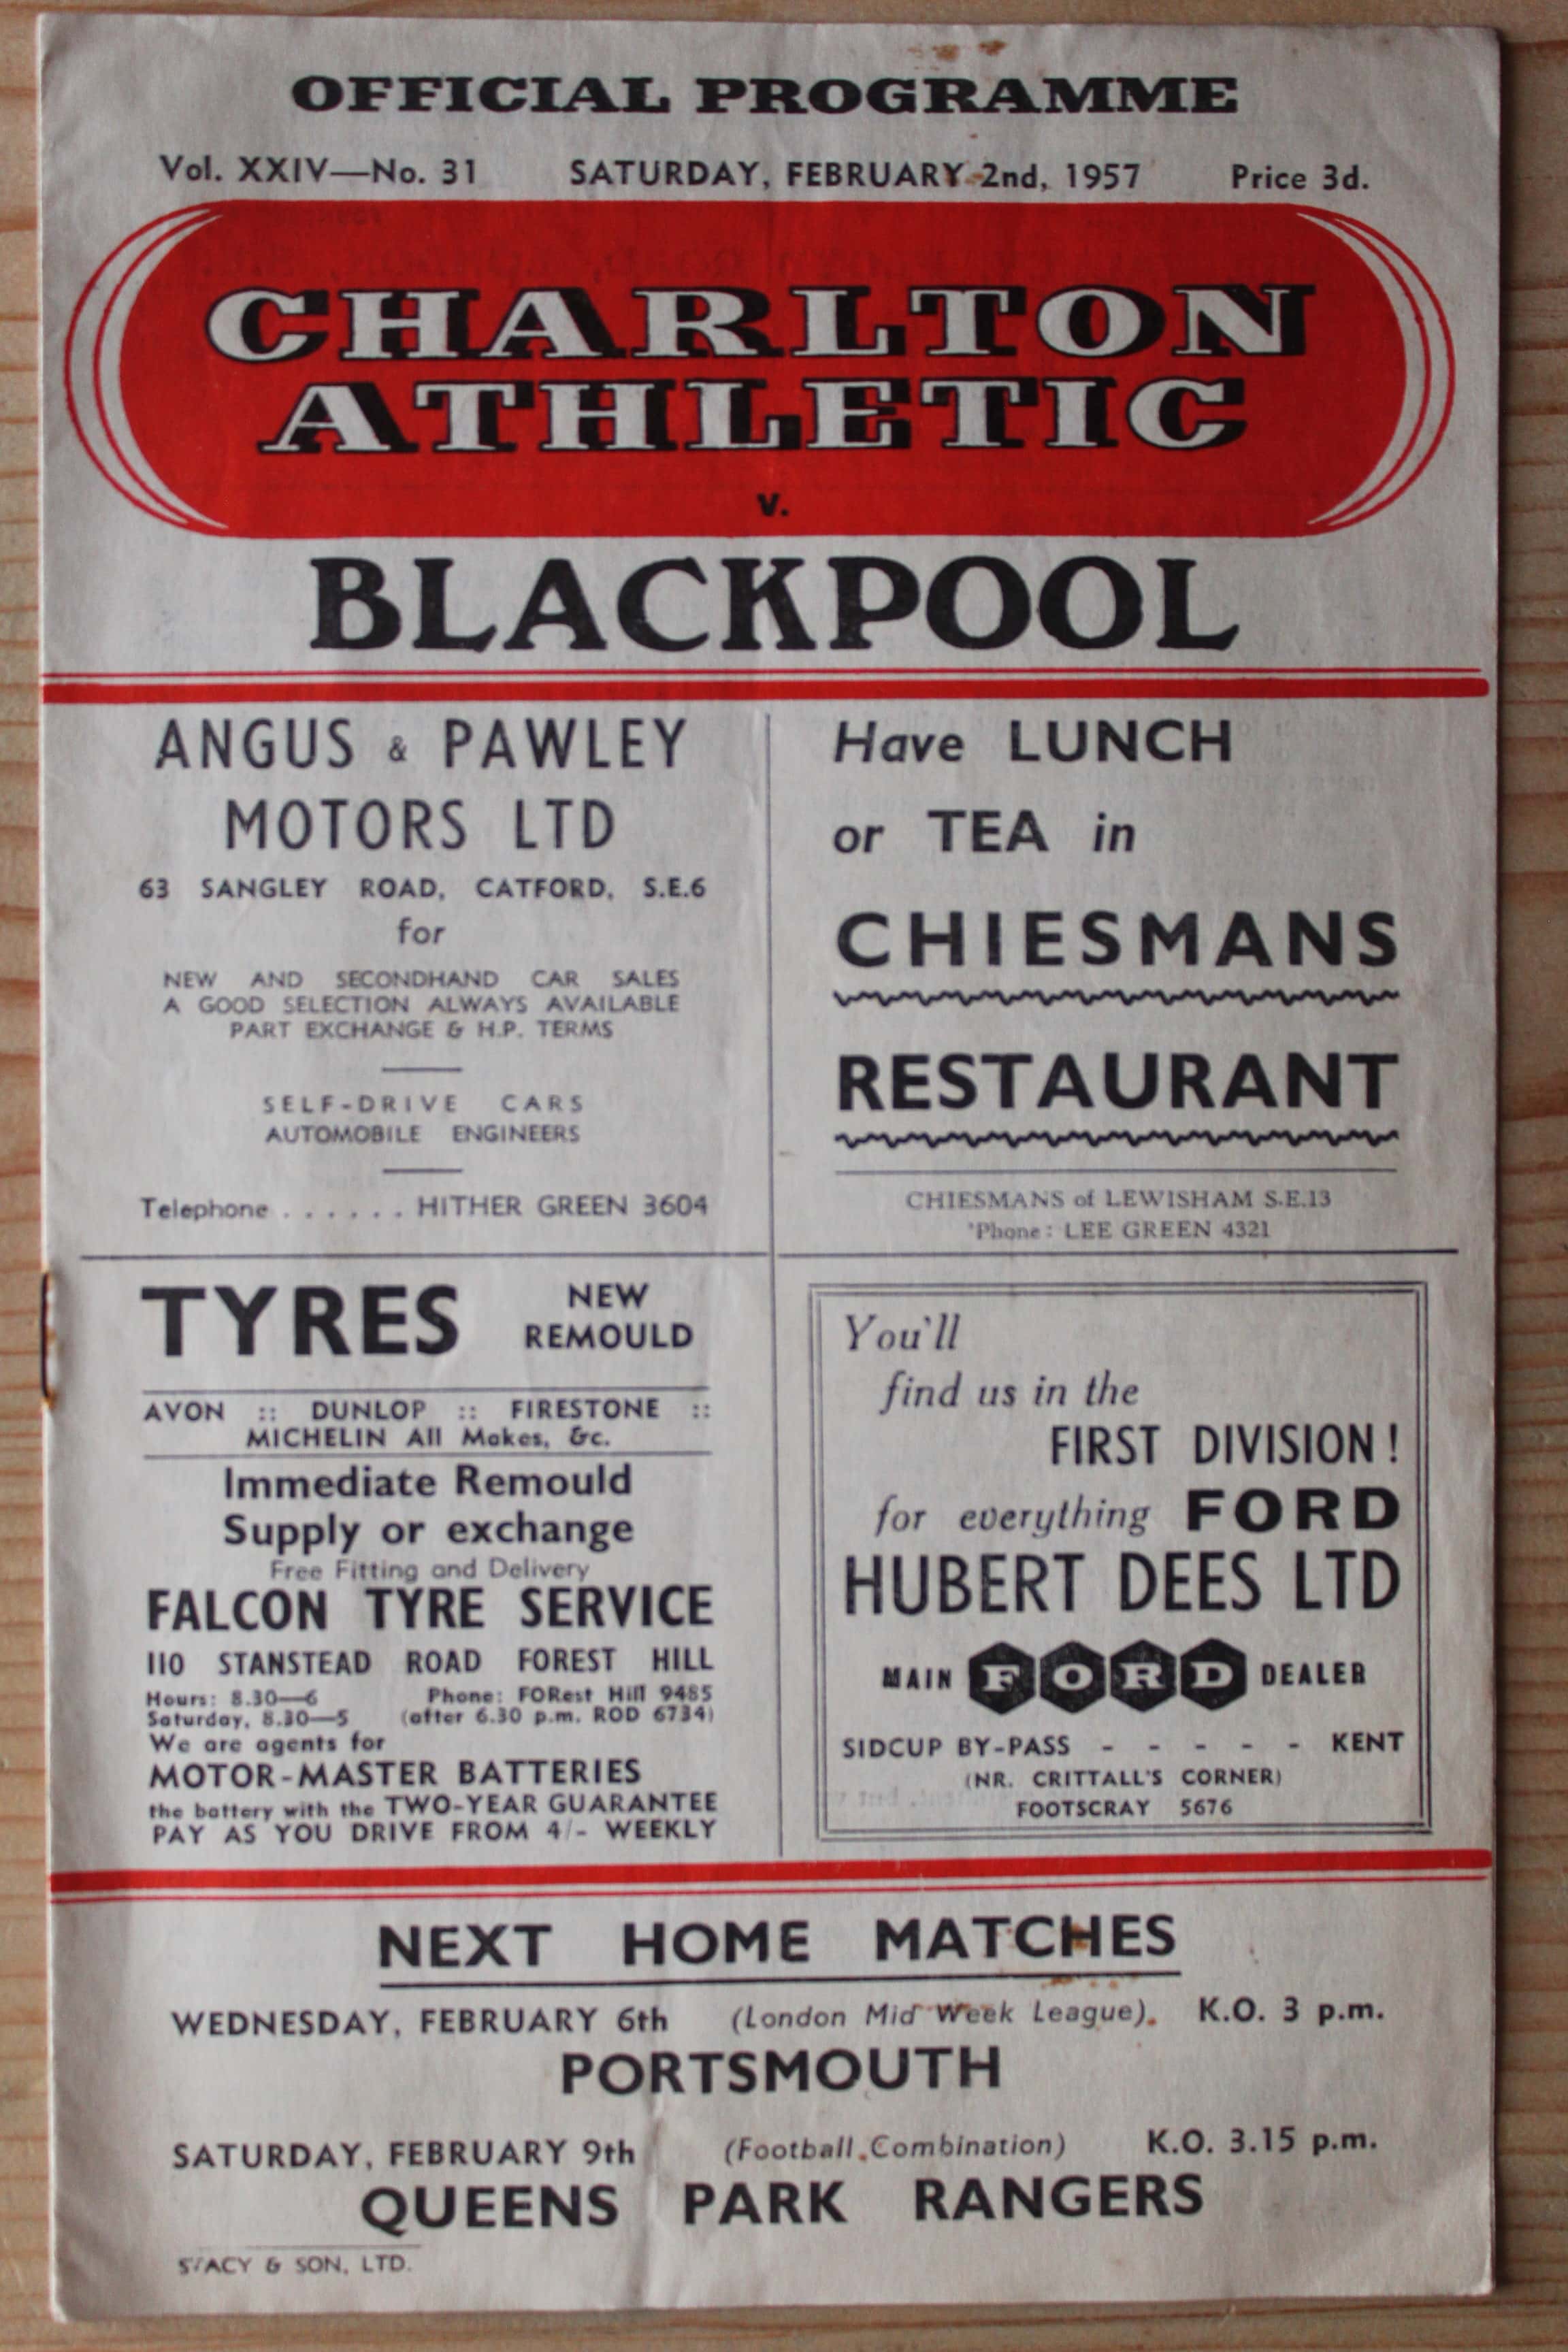 OFFICIAL PROGRAMME
Vol. XXIV—No. 31 SATURDAY, FEBRUARY 2nd, 1957 Price 3d.
CHARLTON
ATHLETIC
v.
BLACKPOOL
ANGUS & PAWLEY
MOTORS LTD
63 SANGLEY ROAD, CATFORD, S.E.6
for
NEW AND SECONDHAND CAR SALES
A GOOD SELECTION ALWAYS AVAILABLE
PART EXCHANGE & H.P. TERMS
SELF-DRIVE CARS
AUTOMOBILE ENGINEERS
Telephone . . . . . . HITHER GREEN 3604
Have LUNCH
or TEA in
CHIESMANS
RESTAURANT
CHIESMANS of LEWISHAM S.E.13
'Phone: LEE GREEN 4321
TYRES NEW
REMOULD
AVON :: DUNLOP :: FIRESTONE ::
MICHELIN All Makes, &c.
Immediate Remould
Supply or exchange
Free Fitting and Delivery
FALCON TYRE SERVICE
110 STANSTEAD ROAD FOREST HILL
Hours: 8.30—6 Phone: FORest Hill 9485
Saturday, 8.30—5 (after 6.30 p.m. ROD 6734)
We are agents for
MOTOR-MASTER BATTERIES
the battery with the TWO-YEAR GUARANTEE
PAY AS YOU DRIVE FROM 4/- WEEKLY
You'll
find us in the
FIRST DIVISION!
for everything FORD
HUBERT DEES LTD
MAIN FORD DEALER
SIDCUP BY-PASS - - - - - KENT
(NR. CRITTALL'S CORNER)
FOOTSCRAY 5676
NEXT HOME MATCHES
WEDNESDAY, FEBRUARY 6th (London Mid Week League). K.O. 3 p.m.
PORTSMOUTH
SATURDAY, FEBRUARY 9th (Football Combination) K.O. 3.15 p.m.
QUEENS PARK RANGERS
STACY & SON, LTD.